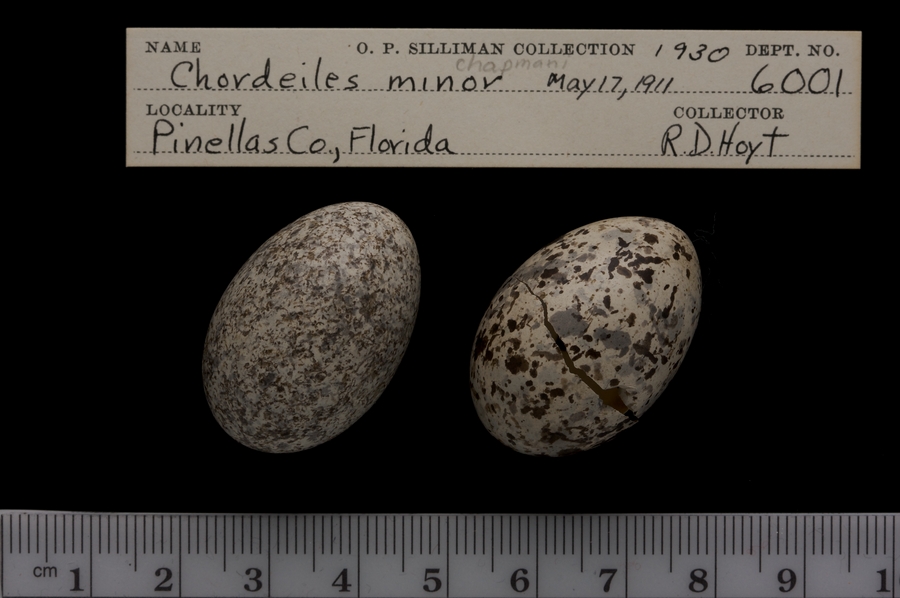 NAME O. P. SILLIMAN COLLECTION 1930 DEPT. NO.
chapmani
Chordeiles minor May 17, 1911 6001
LOCALITY COLLECTOR
Pinellas Co., Florida R.D. Hoyt
cm 1 2 3 4 5 6 7 8 9 1